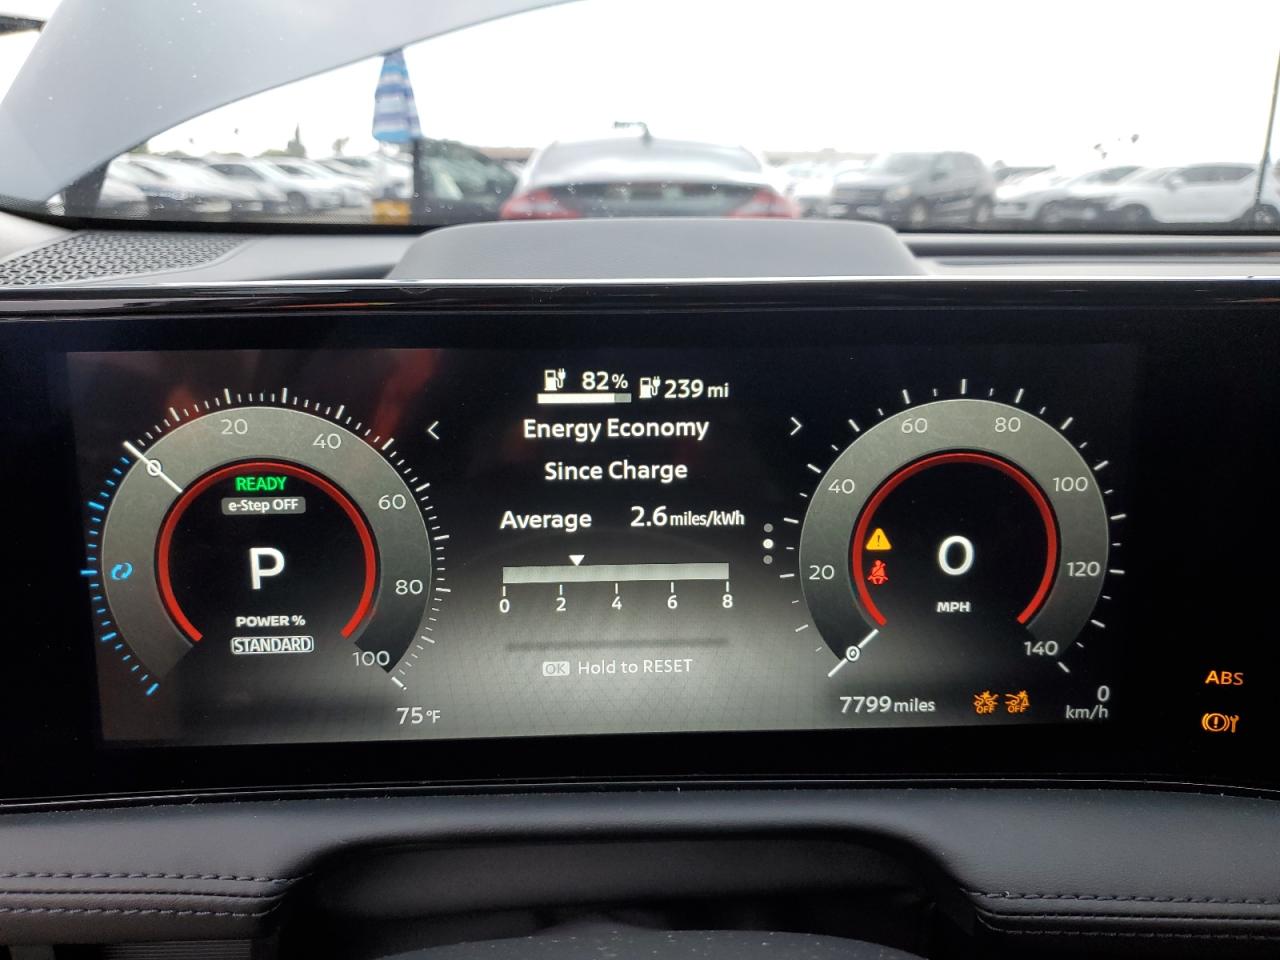 82% 239 mi
< Energy Economy >
Since Charge
Average 2.6 miles/kWh
0 2 4 6 8
OK Hold to RESET
0 20 40 60 80 100
READY
e-Step OFF
P
POWER %
STANDARD
75°F
0 20 40 60 80 100 120 140
0
MPH
7799 miles
OFF OFF
0
km/h
ABS